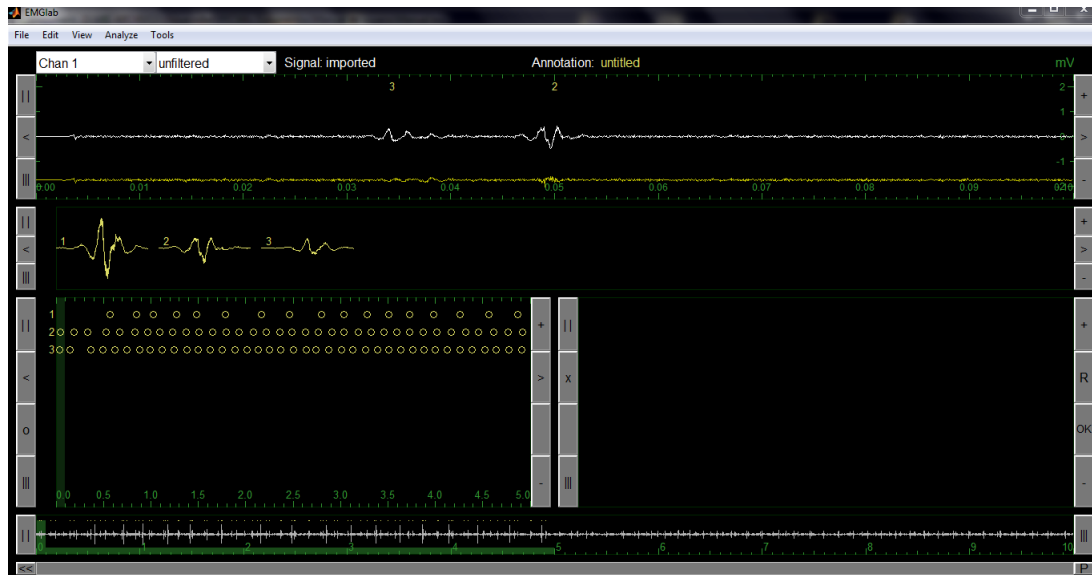 EMGlab
File Edit View Analyze Tools
Chan 1 unfiltered Signal: imported Annotation: untitled mV
3 2 2
+
1
< 0 >
-1
-
0.00 0.01 0.02 0.03 0.04 0.05 0.06 0.07 0.08 0.09
+
1 2 3
< >
-
1
+
2
3
< > x R
o OK
- -
0.0 0.5 1.0 1.5 2.0 2.5 3.0 3.5 4.0 4.5 5.0
0 1 2 3 4 5 6 7 8 9 10
<< P